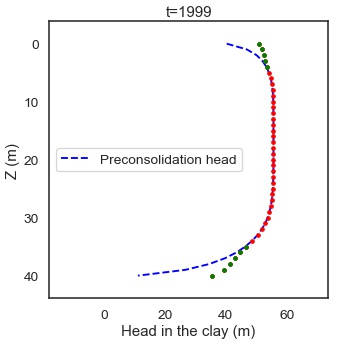 t=1999
0
10
20
30
40
Z (m)
Preconsolidation head
0 20 40 60
Head in the clay (m)